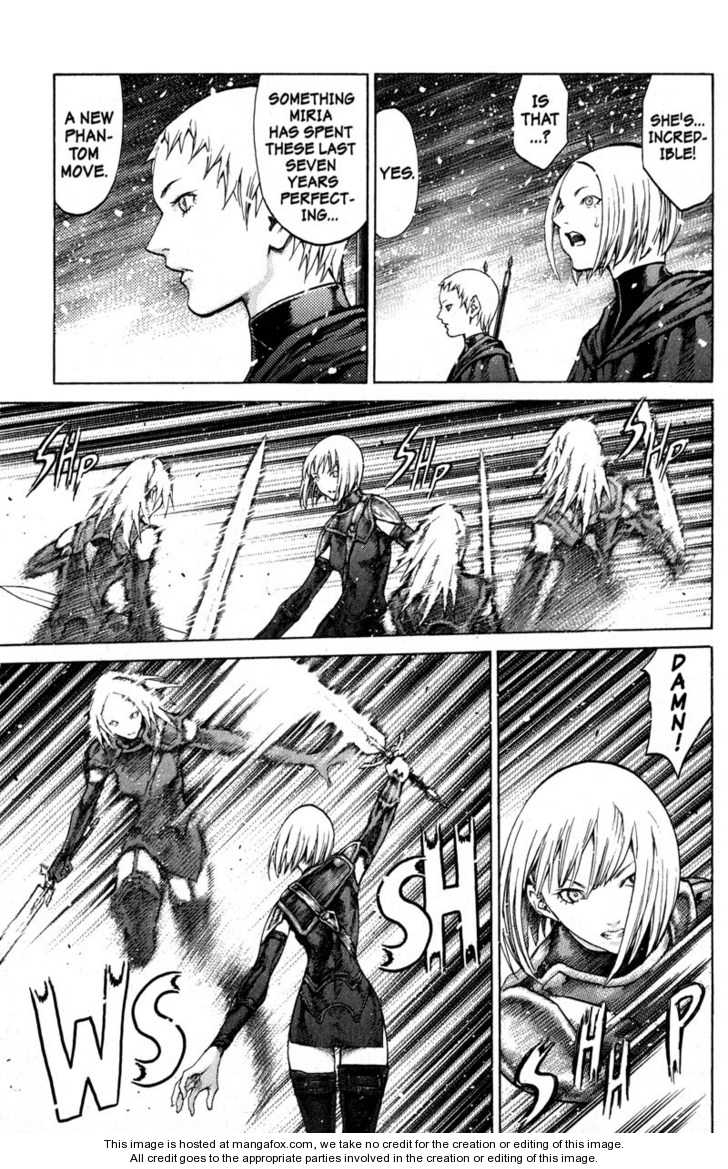 SHE'S...
INCRED-
IBLE!
IS
THAT
...?
YES.
SOMETHING
MIRIA
HAS SPENT
THESE LAST
SEVEN
YEARS
PERFECT-
ING...
A NEW
PHAN-
TOM
MOVE.
SHP
SHP
SHP
DAMN!
SHHP
WSSH
This image is hosted at mangafox.com, we take no credit for the creation or editing of this image.
All credit goes to the appropriate parties involved in the creation or editing of this image.